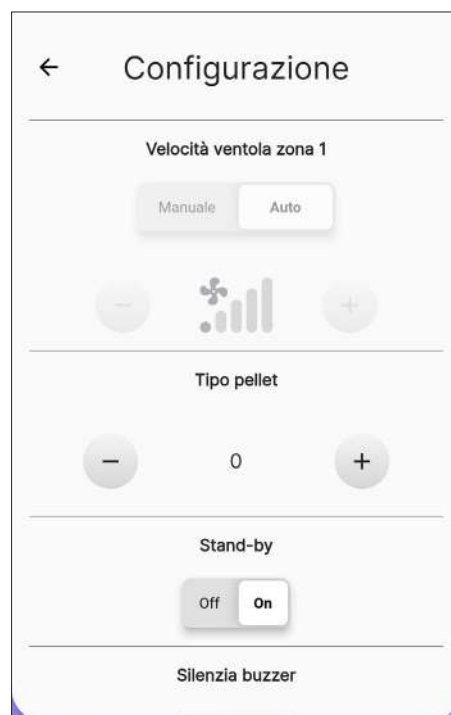 Configurazione
Velocità ventola zona 1
Manuale Auto
Tipo pellet
0
Stand-by
Off On
Silenzia buzzer